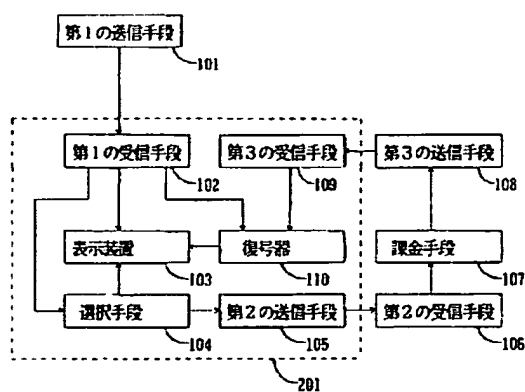 第1の送信手段
101
第1の受信手段
102
第3の受信手段
109
第3の送信手段
108
表示装置
103
復号器
110
課金手段
107
選択手段
104
第2の送信手段
105
第2の受信手段
106
201